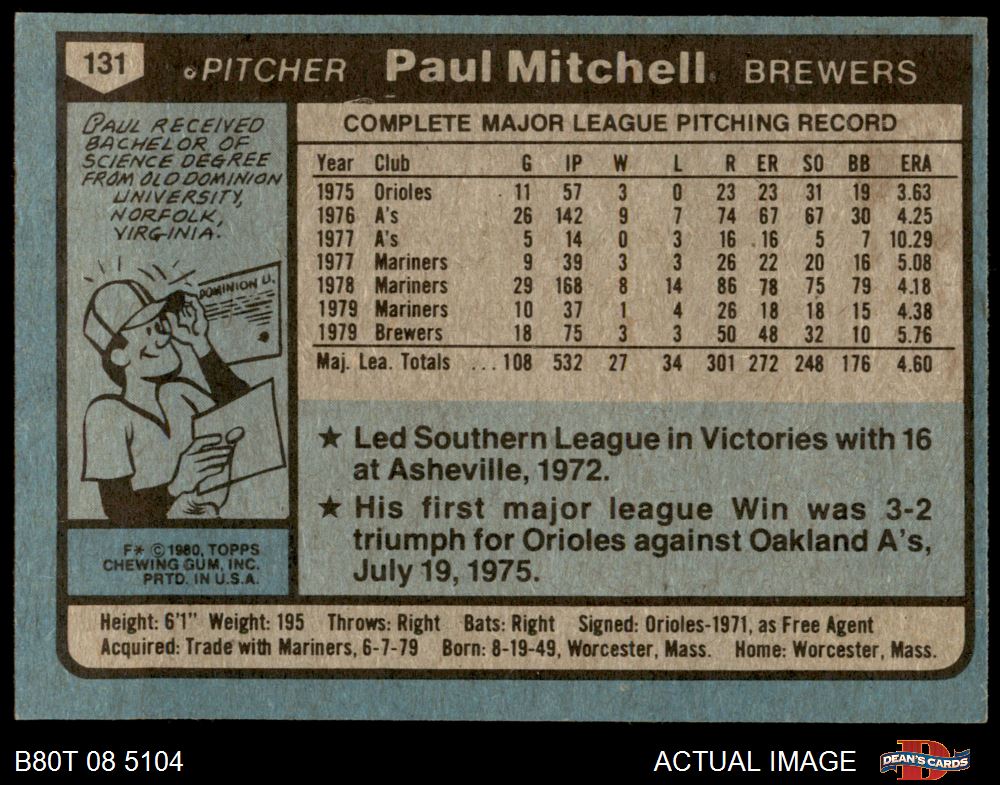 131 PITCHER Paul Mitchell BREWERS
PAUL RECEIVED
BACHELOR OF
SCIENCE DEGREE
FROM OLD DOMINION
UNIVERSITY,
NORFOLK,
VIRGINIA.
DOMINION U.
F* © 1980, TOPPS
CHEWING GUM, INC.
PRTD. IN U.S.A.
COMPLETE MAJOR LEAGUE PITCHING RECORD
Year Club G IP W L R ER SO BB ERA
1975 Orioles 11 57 3 0 23 23 31 19 3.63
1976 A's 26 142 9 7 74 67 67 30 4.25
1977 A's 5 14 0 3 16 16 5 7 10.29
1977 Mariners 9 39 3 3 26 22 20 16 5.08
1978 Mariners 29 168 8 14 86 78 75 79 4.18
1979 Mariners 10 37 1 4 26 18 18 15 4.38
1979 Brewers 18 75 3 3 50 48 32 10 5.76
Maj. Lea. Totals ... 108 532 27 34 301 272 248 176 4.60
★ Led Southern League in Victories with 16
at Asheville, 1972.
★ His first major league Win was 3-2
triumph for Orioles against Oakland A's,
July 19, 1975.
Height: 6'1" Weight: 195 Throws: Right Bats: Right Signed: Orioles-1971, as Free Agent
Acquired: Trade with Mariners, 6-7-79 Born: 8-19-49, Worcester, Mass. Home: Worcester, Mass.
B80T 08 5104 ACTUAL IMAGE D DEAN'S CARDS